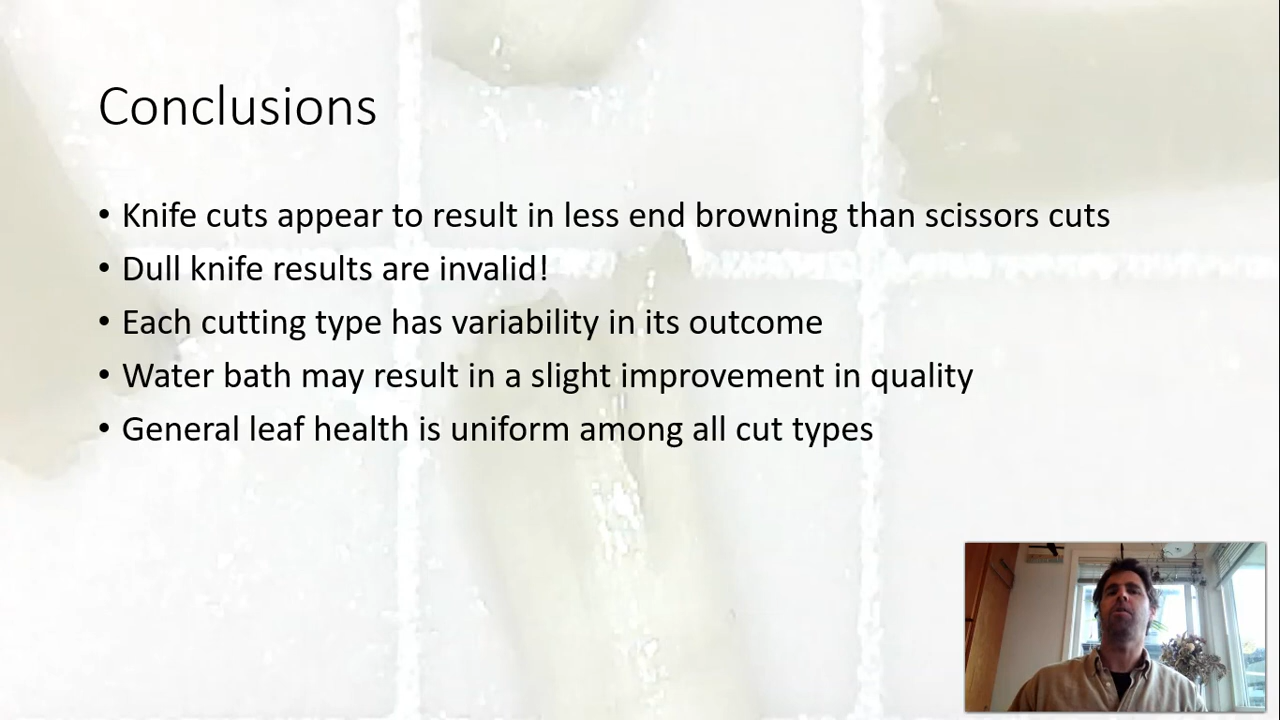 Conclusions
• Knife cuts appear to result in less end browning than scissors cuts
• Dull knife results are invalid!
• Each cutting type has variability in its outcome
• Water bath may result in a slight improvement in quality
• General leaf health is uniform among all cut types